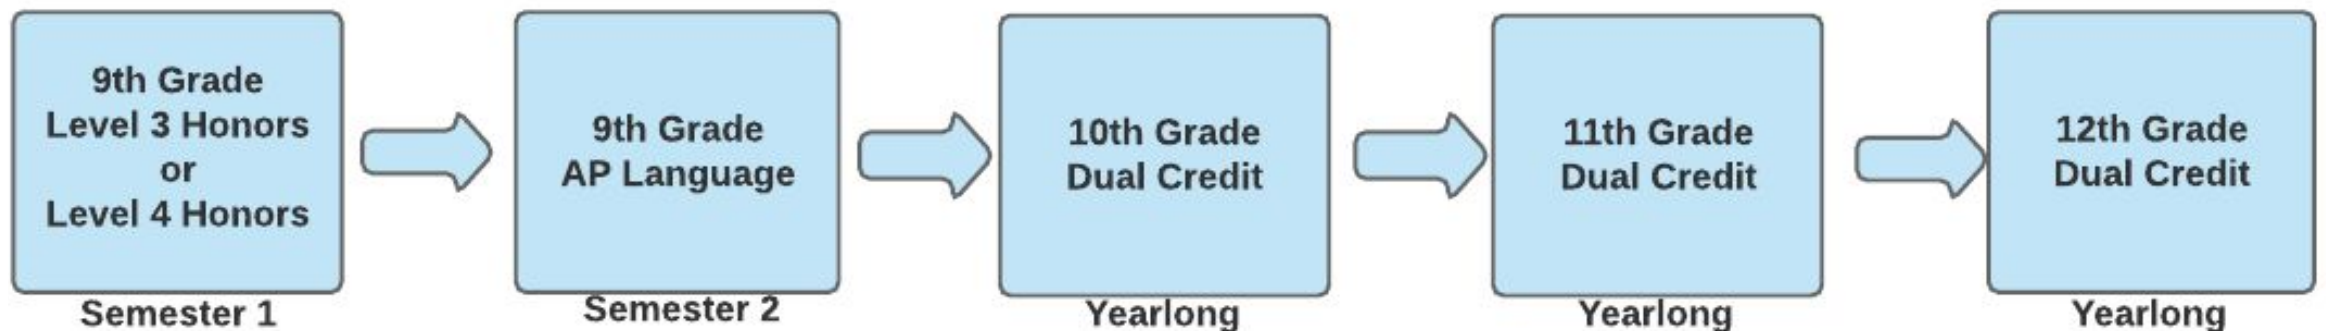 9th Grade
Level 3 Honors
or
Level 4 Honors
Semester 1
9th Grade
AP Language
Semester 2
10th Grade
Dual Credit
Yearlong
11th Grade
Dual Credit
Yearlong
12th Grade
Dual Credit
Yearlong